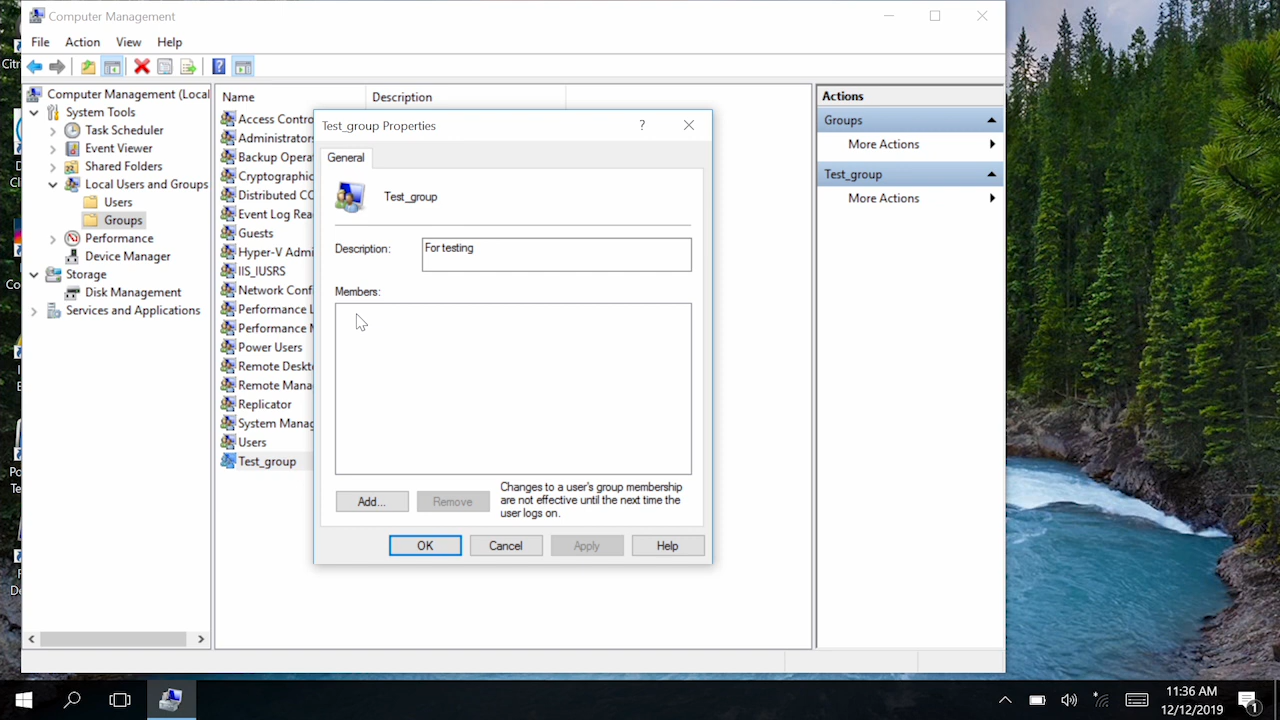 Computer Management
File Action View Help
Computer Management (Local
System Tools
Task Scheduler
Event Viewer
Shared Folders
Local Users and Groups
Users
Groups
Performance
Device Manager
Storage
Disk Management
Services and Applications
Name Description
Access Contro
Administrators
Backup Opera
Cryptographic
Distributed CO
Event Log Rea
Guests
Hyper-V Admi
IIS_IUSRS
Network Conf
Performance L
Performance M
Power Users
Remote Deskt
Remote Mana
Replicator
System Manag
Users
Test_group
Test_group Properties
?
General
Test_group
Description: For testing
Members:
Add... Remove
Changes to a user's group membership
are not effective until the next time the
user logs on.
OK Cancel Apply Help
Actions
Groups
More Actions
Test_group
More Actions
11:36 AM
12/12/2019
1